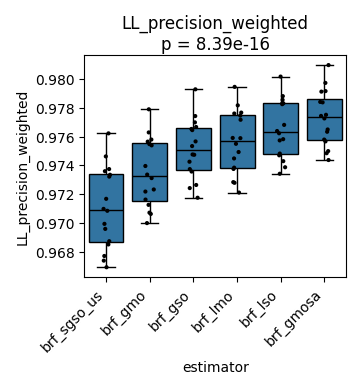 LL_precision_weighted
p = 8.39e-16
LL_precision_weighted
0.980
0.978
0.976
0.974
0.972
0.970
0.968
brf_sgso_us
brf_gmo
brf_gso
brf_lmo
brf_lso
brf_gmosa
estimator